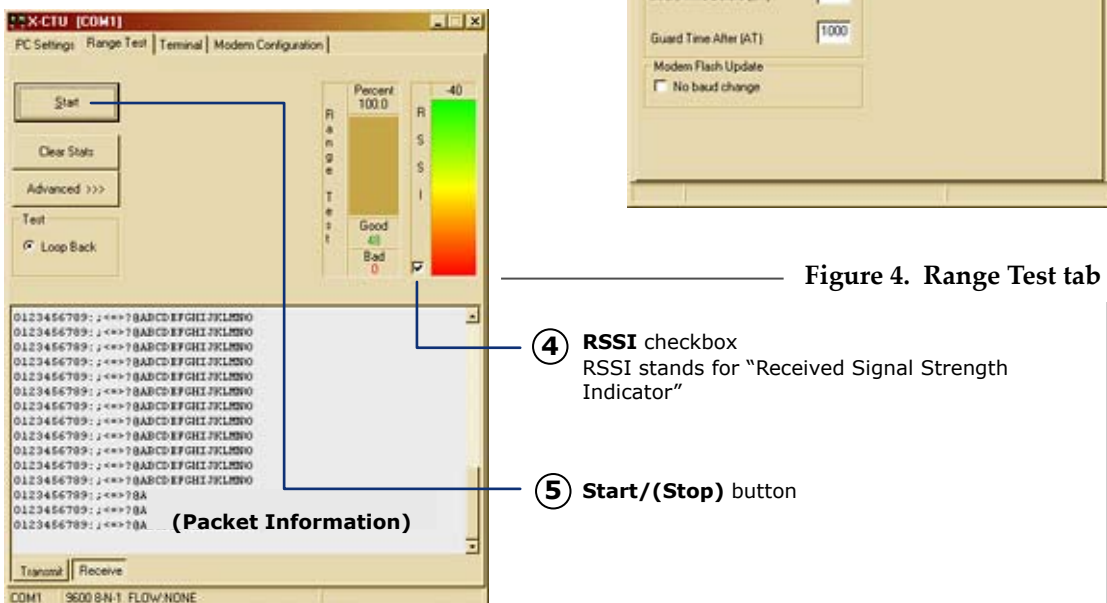 X-CTU [COM1]
PC Settings Range Test Terminal Modem Configuration
Start
Clear Stats
Advanced >>>
Test
Loop Back
Range Test
Percent
100.0
Good
48
Bad
0
RSSI
-40
0123456789:;<=>?@ABCDEFGHIJKLMNO
0123456789:;<=>?@ABCDEFGHIJKLMNO
0123456789:;<=>?@ABCDEFGHIJKLMNO
0123456789:;<=>?@ABCDEFGHIJKLMNO
0123456789:;<=>?@ABCDEFGHIJKLMNO
0123456789:;<=>?@ABCDEFGHIJKLMNO
0123456789:;<=>?@ABCDEFGHIJKLMNO
0123456789:;<=>?@ABCDEFGHIJKLMNO
0123456789:;<=>?@ABCDEFGHIJKLMNO
0123456789:;<=>?@ABCDEFGHIJKLMNO
0123456789:;<=>?@ABCDEFGHIJKLMNO
0123456789:;<=>?@ABCDEFGHIJKLMNO
0123456789:;<=>?@A
0123456789:;<=>?@A
0123456789:;<=>?@A
(Packet Information)
Transmit Receive
COM1 9600 8-N-1 FLOW:NONE
Guard Time After (AT) 1000
Modem Flash Update
No baud change
Figure 4. Range Test tab
4 RSSI checkbox
RSSI stands for “Received Signal Strength
Indicator”
5 Start/(Stop) button